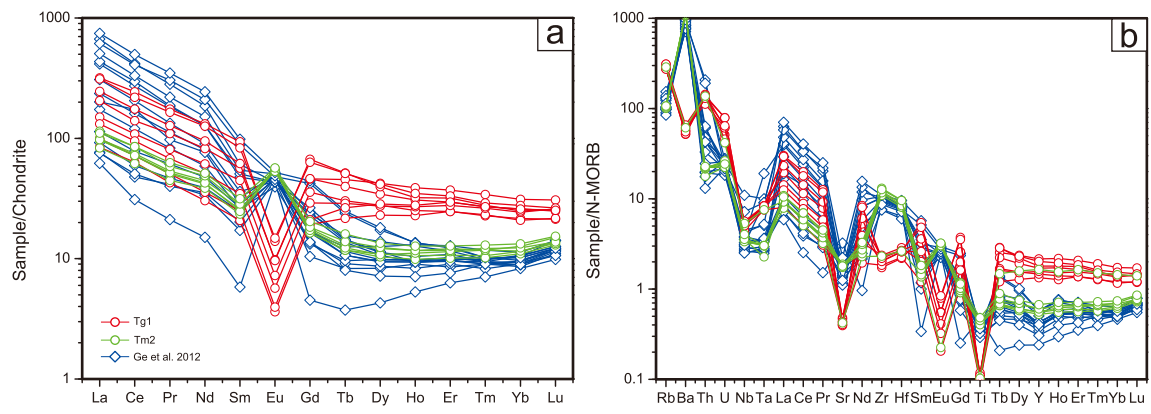 a
1000
100
10
1
Sample/Chondrite
Tg1
Tm2
Ge et al. 2012
La Ce Pr Nd Sm Eu Gd Tb Dy Ho Er Tm Yb Lu
b
1000
100
10
1
0.1
Sample/N-MORB
Rb Ba Th U Nb Ta La Ce Pr Sr Nd Zr Hf Sm Eu Gd Ti Tb Dy Y Ho Er Tm Yb Lu